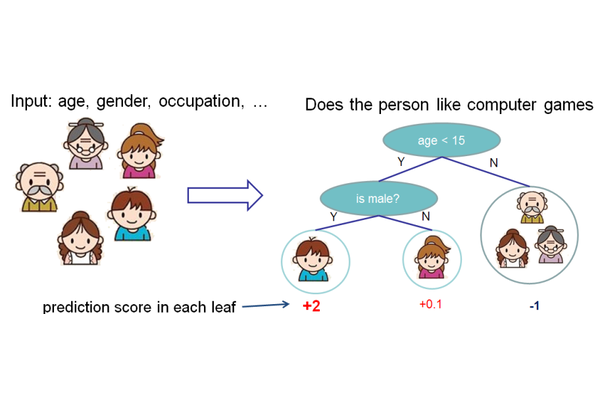 Input: age, gender, occupation, …
Does the person like computer games
age < 15
Y
N
is male?
Y
N
prediction score in each leaf
+2
+0.1
-1